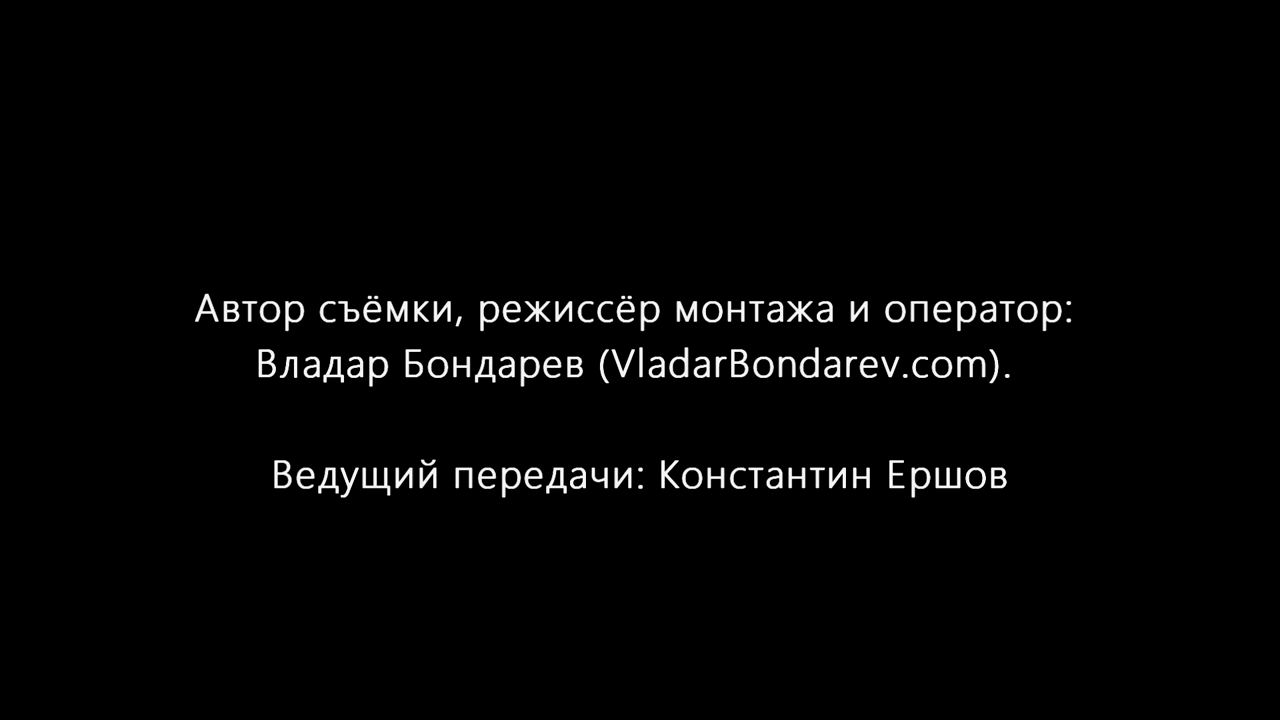 Автор съёмки, режиссёр монтажа и оператор:
Владар Бондарев (VladarBondarev.com).
Ведущий передачи: Константин Ершов